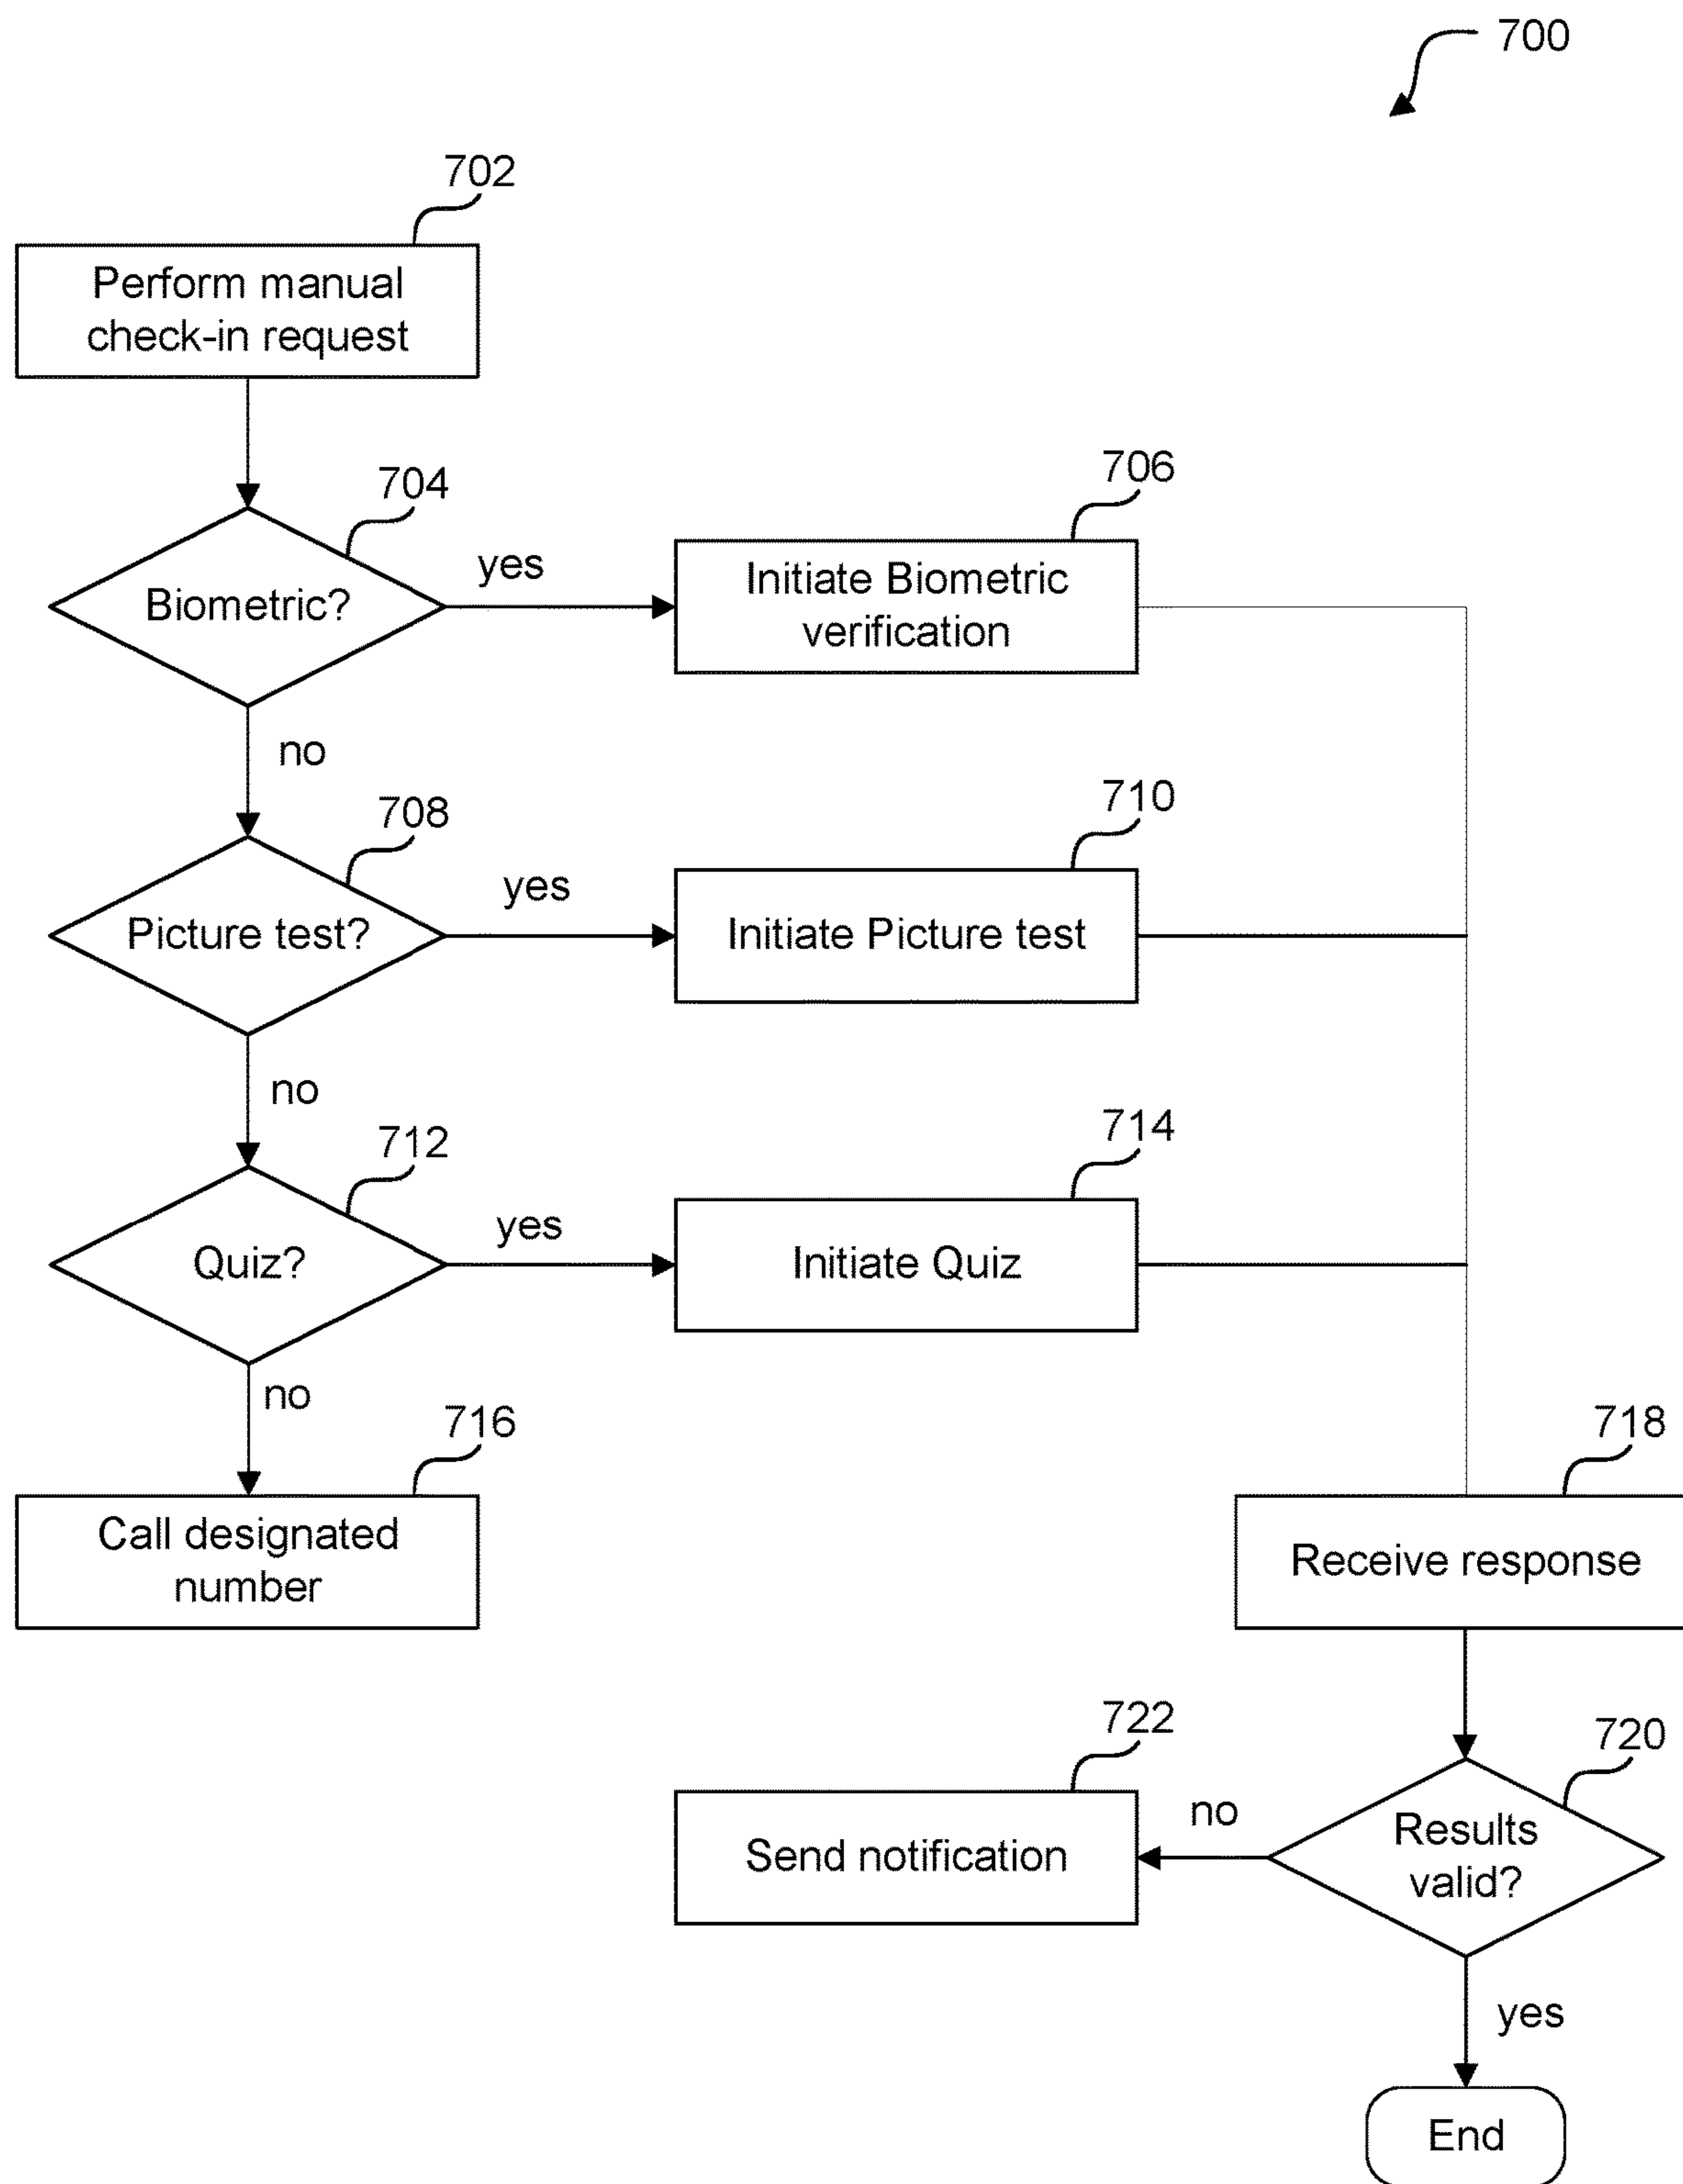 700
702
Perform manual
check-in request
704
Biometric?
yes
706
Initiate Biometric
verification
no
708
Picture test?
yes
710
Initiate Picture test
no
712
Quiz?
yes
714
Initiate Quiz
no
716
Call designated
number
718
Receive response
720
Results
valid?
no
722
Send notification
yes
End